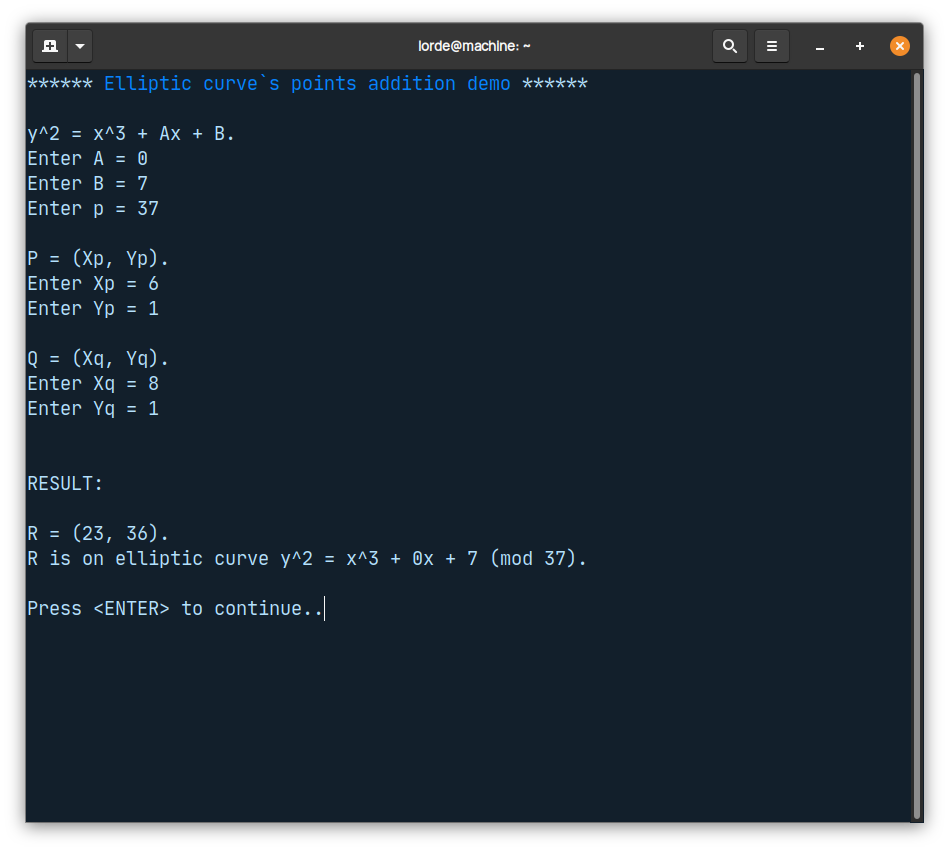 lorde@machine: ~
****** Elliptic curve`s points addition demo ******
y^2 = x^3 + Ax + B.
Enter A = 0
Enter B = 7
Enter p = 37
P = (Xp, Yp).
Enter Xp = 6
Enter Yp = 1
Q = (Xq, Yq).
Enter Xq = 8
Enter Yq = 1
RESULT:
R = (23, 36).
R is on elliptic curve y^2 = x^3 + 0x + 7 (mod 37).
Press <ENTER> to continue..